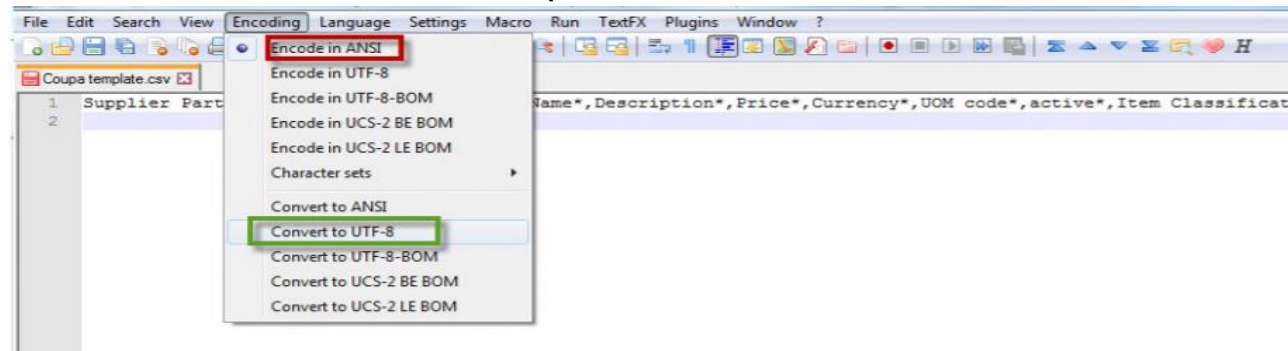 File Edit Search View Encoding Language Settings Macro Run TextFX Plugins Window ?
Encode in ANSI
Coupa template.csv
Encode in UTF-8
1 Supplier Part
Name*,Description*,Price*,Currency*,UOM code*,active*,Item Classificat
2
Encode in UTF-8-BOM
Encode in UCS-2 BE BOM
Encode in UCS-2 LE BOM
Character sets
Convert to ANSI
Convert to UTF-8
Convert to UTF-8-BOM
Convert to UCS-2 BE BOM
Convert to UCS-2 LE BOM